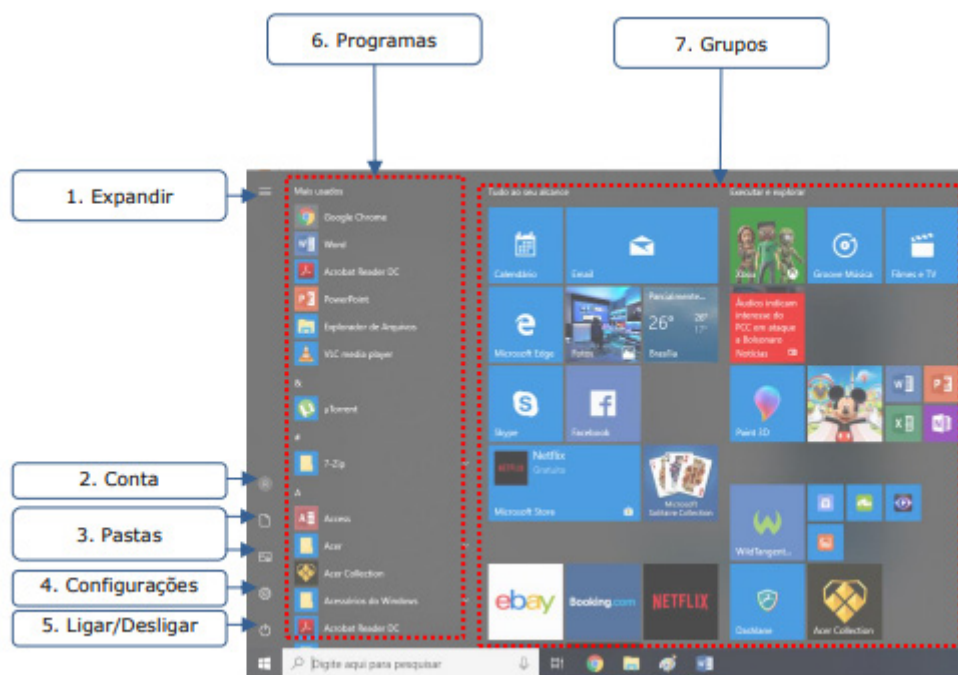 6. Programas
7. Grupos
1. Expandir
2. Conta
3. Pastas
4. Configurações
5. Ligar/Desligar
Mais usados
Google Chrome
Word
Acrobat Reader DC
PowerPoint
Explorador de Arquivos
VLC media player
&
µTorrent
#
7-Zip
A
Access
Acer
Acer Collection
Acessórios do Windows
Acrobat Reader DC
Tudo ao seu alcance
Calendário
Email
Microsoft Edge
Fotos
Parcialmente...
26° 28°
17°
Brasília
Skype
Facebook
Netflix
Gratuito
NETFLIX
Microsoft Store
Microsoft
Solitaire Collection
ebay
Booking.com
NETFLIX
Executar e explorar
Xbox
Groove Música
Filmes e TV
Áudios indicam
interesse do
PCC em ataque
a Bolsonaro
Notícias
Paint 3D
WildTangent...
Dashlane
Acer Collection
Digite aqui para pesquisar